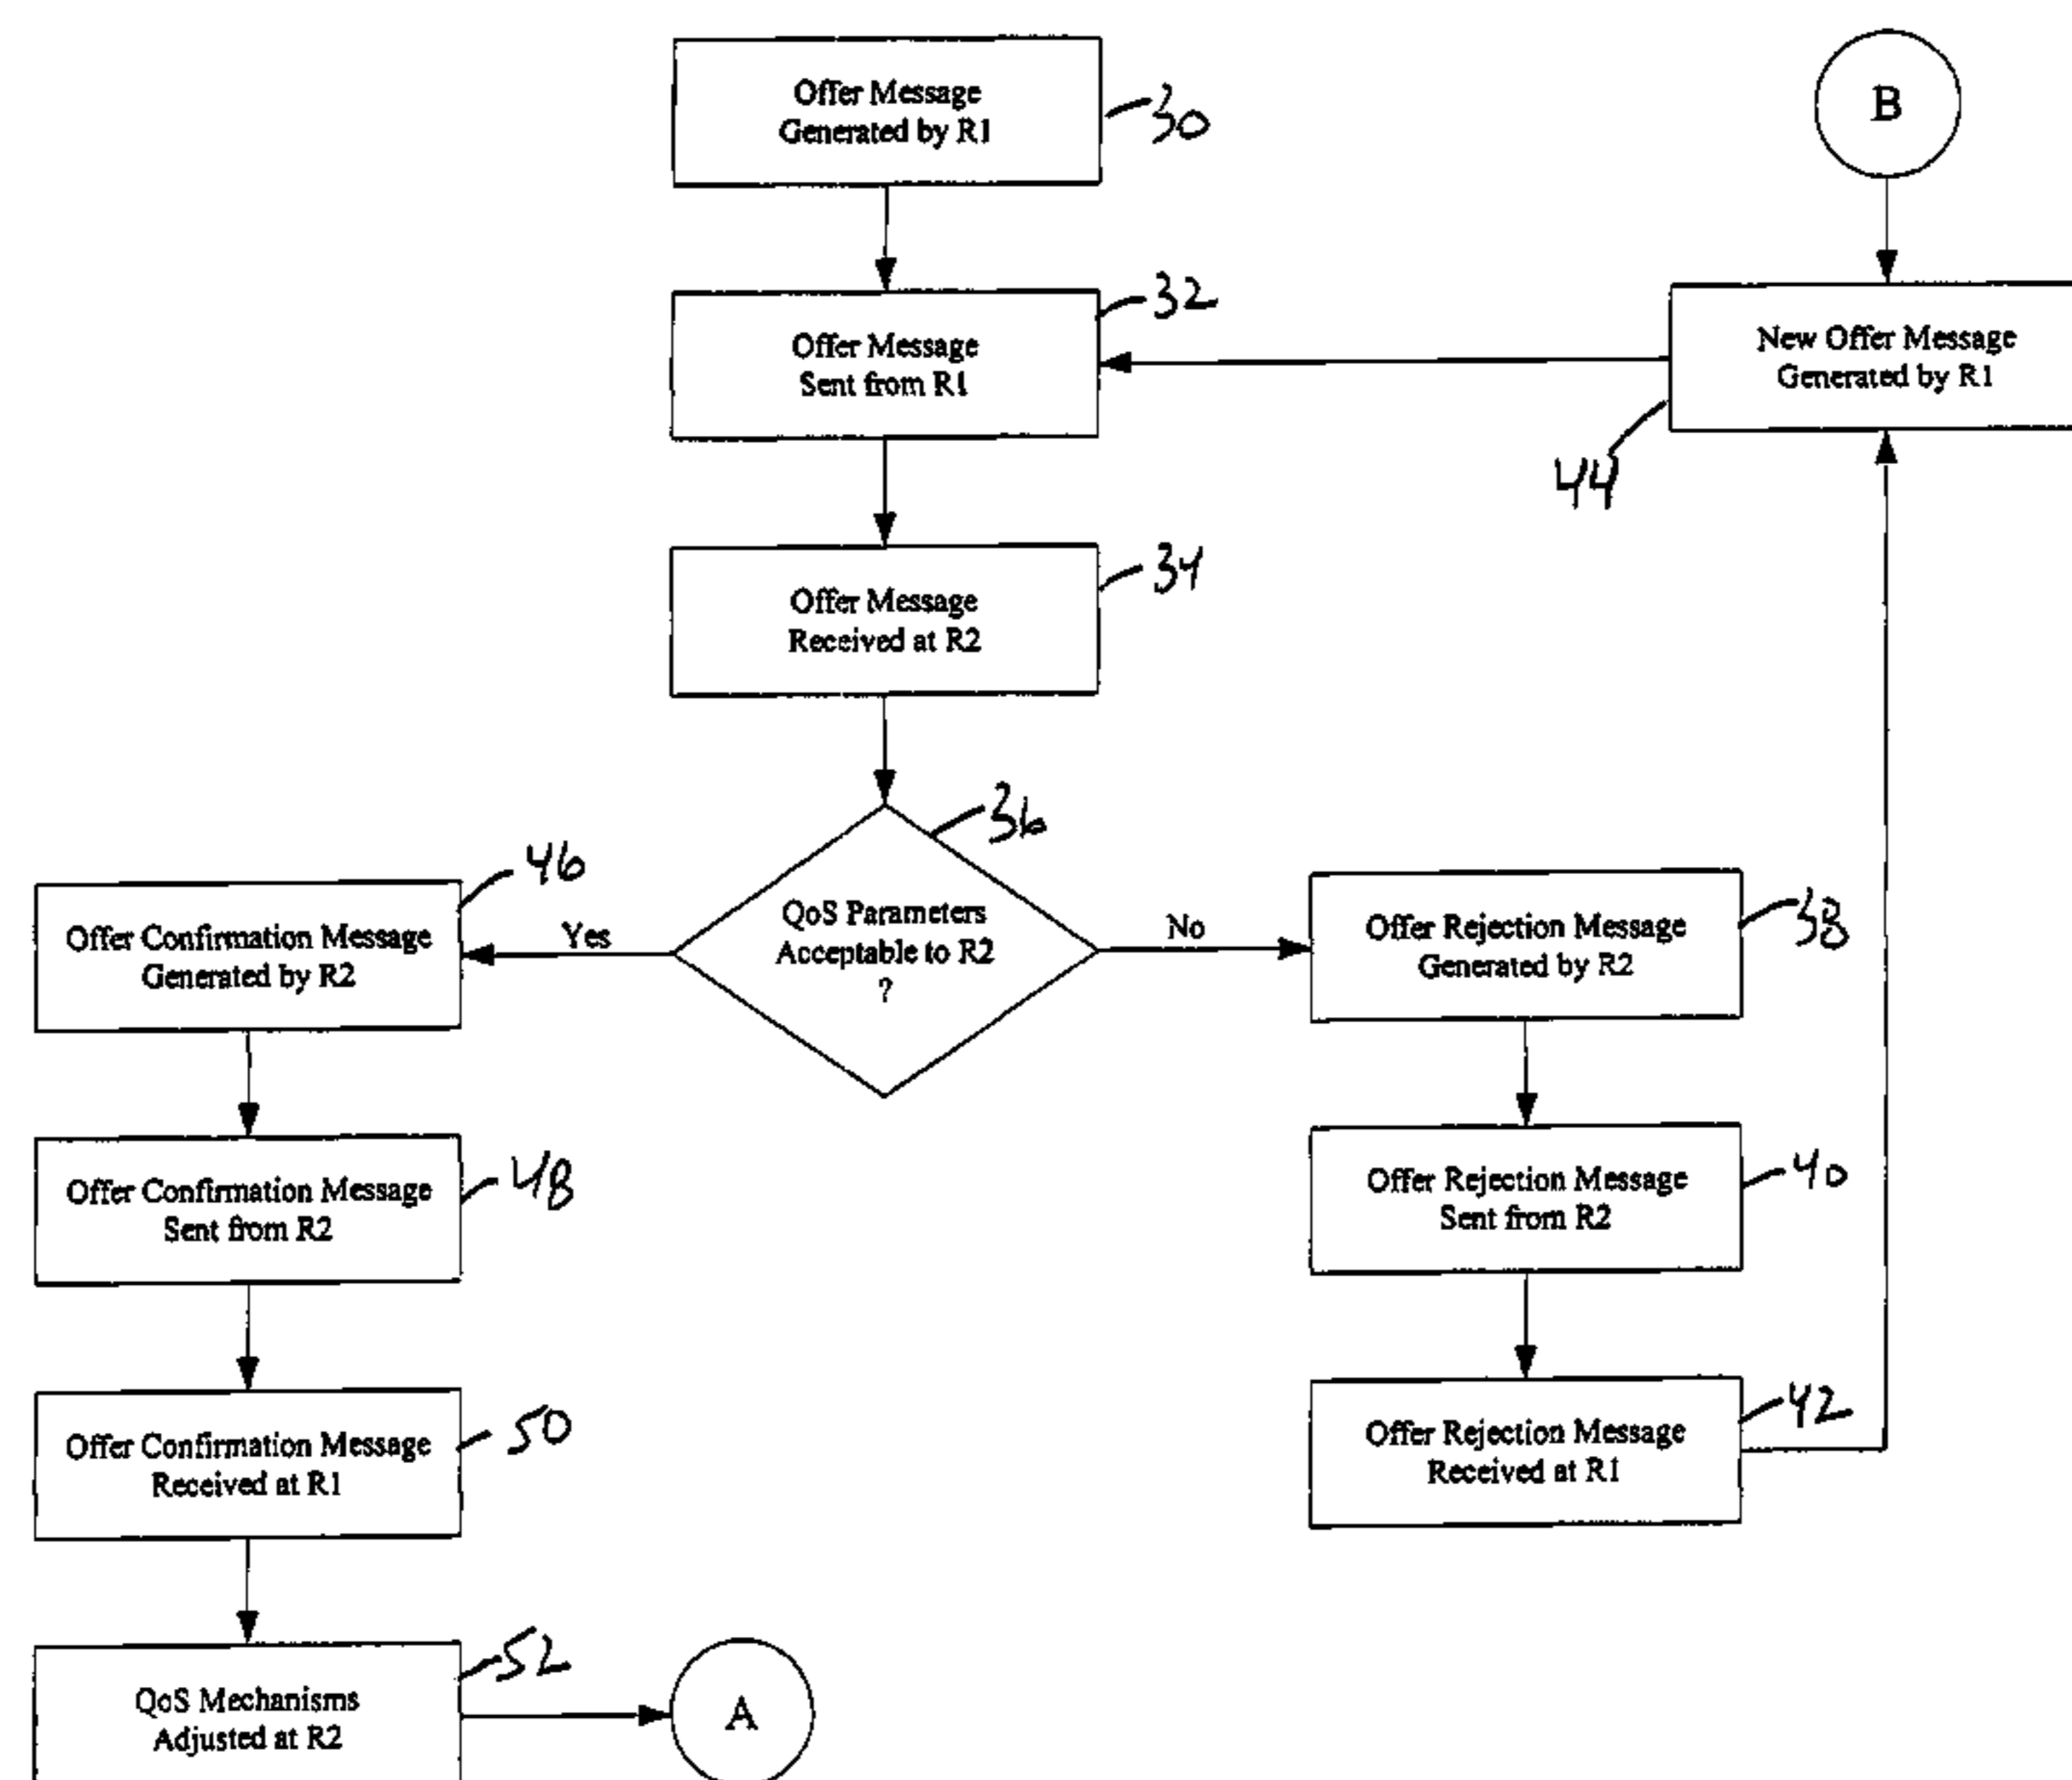 Offer Message
Generated by R1
30
B
Offer Message
Sent from R1
32
New Offer Message
Generated by R1
44
Offer Message
Received at R2
34
QoS Parameters
Acceptable to R2
?
36
Yes
No
Offer Confirmation Message
Generated by R2
46
Offer Rejection Message
Generated by R2
38
Offer Confirmation Message
Sent from R2
48
Offer Rejection Message
Sent from R2
40
Offer Confirmation Message
Received at R1
50
Offer Rejection Message
Received at R1
42
QoS Mechanisms
Adjusted at R2
52
A